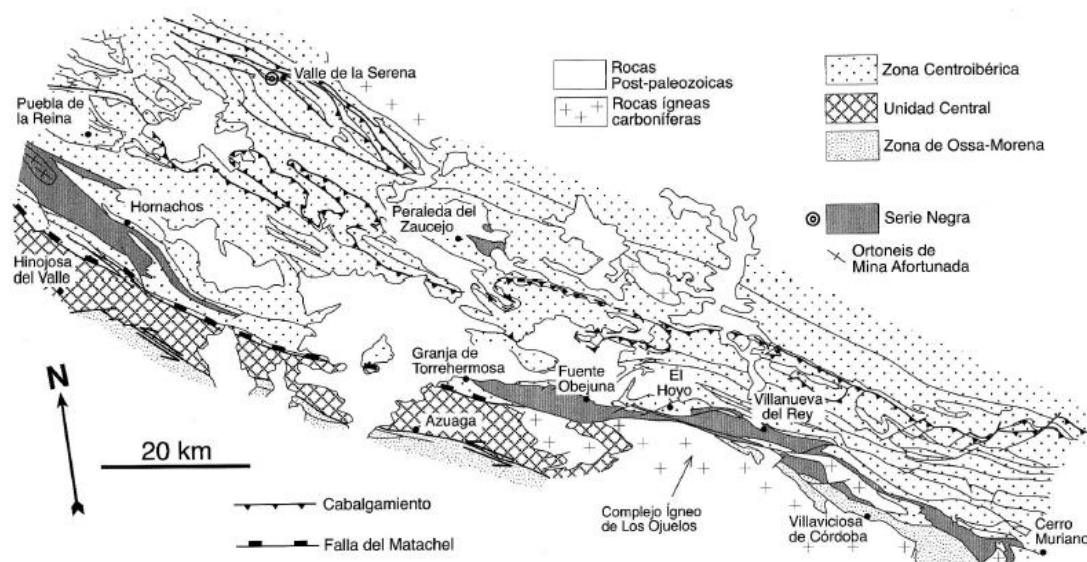 Valle de la Serena
Puebla de
la Reina
Hornachos
Hinojosa
del Valle
Peraleda del
Zaucejo
Granja de
Torrehermosa
Fuente
Obejuna
El
Hoyo
Villanueva
del Rey
Azuaga
Complejo Ígneo
de Los Ojuelos
Villaviciosa
de Córdoba
Cerro
Muriano
Rocas
Post-paleozoicas
Rocas ígneas
carboníferas
Zona Centroibérica
Unidad Central
Zona de Ossa-Morena
Serie Negra
Ortoneis de
Mina Afortunada
N
20 km
Cabalgamiento
Falla del Matachel